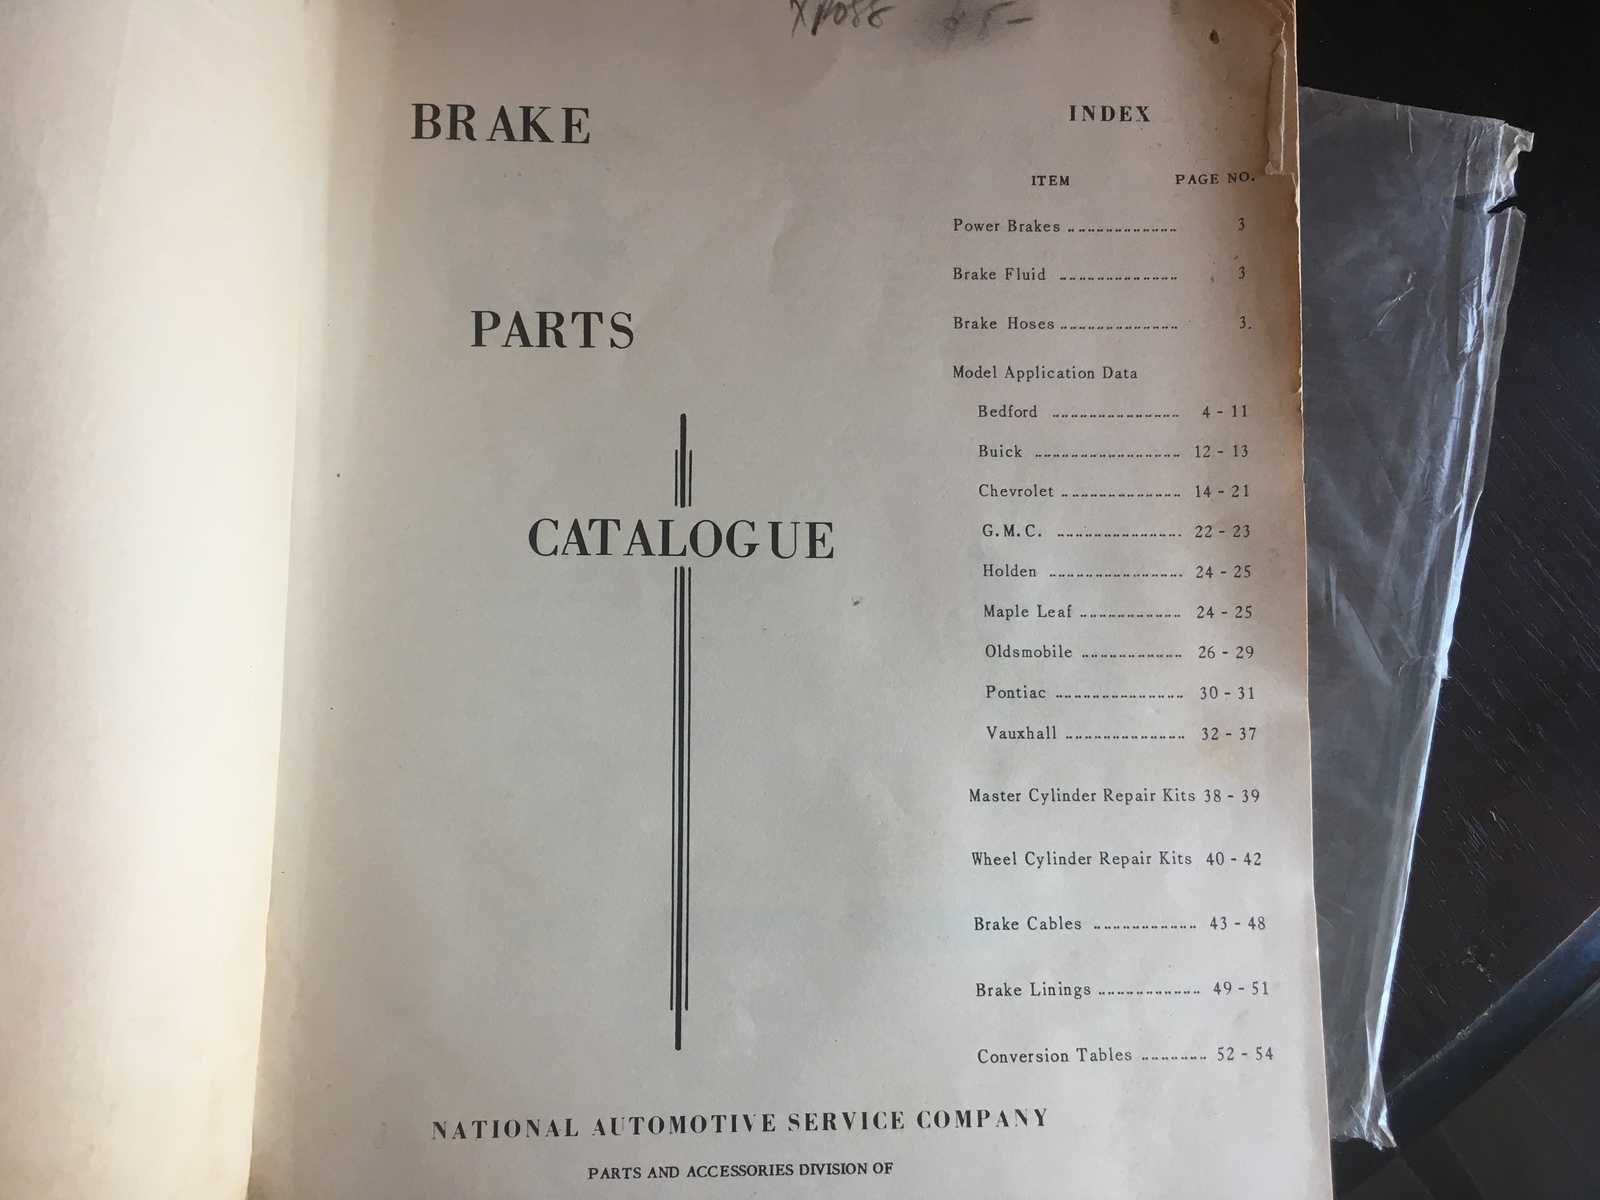 BRAKE
PARTS
CATALOGUE
INDEX
ITEM PAGE NO.
Power Brakes .............. 3
Brake Fluid .............. 3
Brake Hoses .............. 3.
Model Application Data
Bedford .............. 4 - 11
Buick .............. 12 - 13
Chevrolet .............. 14 - 21
G.M.C. .............. 22 - 23
Holden .............. 24 - 25
Maple Leaf .............. 24 - 25
Oldsmobile .............. 26 - 29
Pontiac .............. 30 - 31
Vauxhall .............. 32 - 37
Master Cylinder Repair Kits 38 - 39
Wheel Cylinder Repair Kits 40 - 42
Brake Cables .............. 43 - 48
Brake Linings .............. 49 - 51
Conversion Tables ........ 52 - 54
NATIONAL AUTOMOTIVE SERVICE COMPANY
PARTS AND ACCESSORIES DIVISION OF